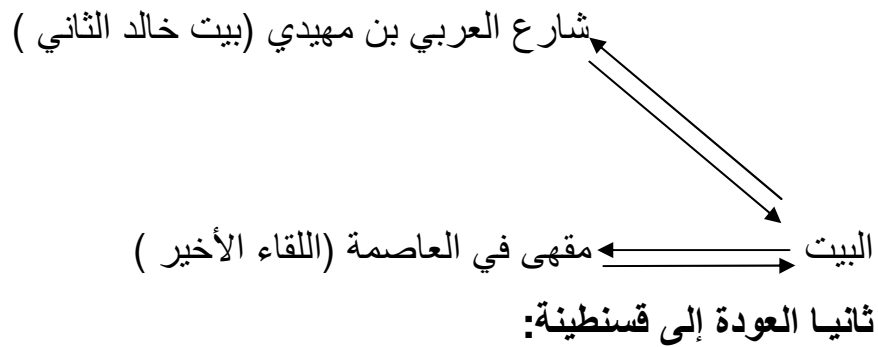 شارع العربي بن مهيدي (بيت خالد الثاني )
البيت مقهى في العاصمة (اللقاء الأخير )
ثانيـا العودة إلى قسنطينة: